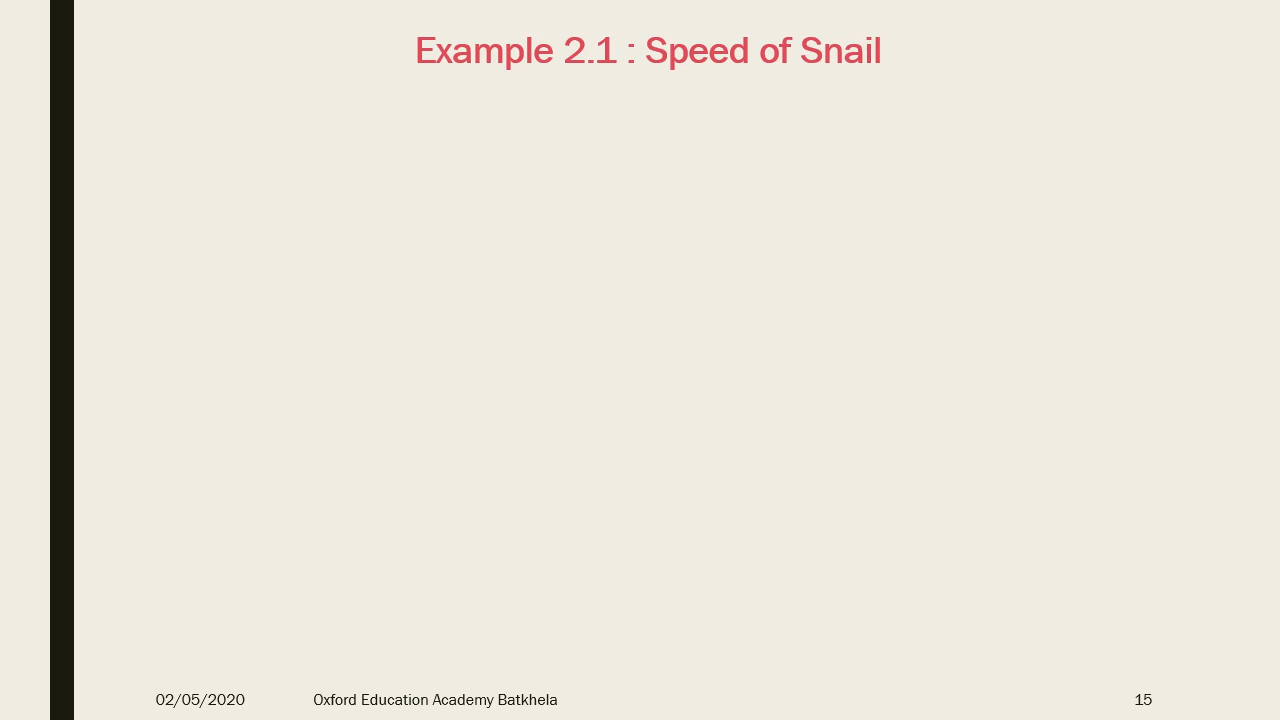 Example 2.1 : Speed of Snail
02/05/2020
Oxford Education Academy Batkhela
15